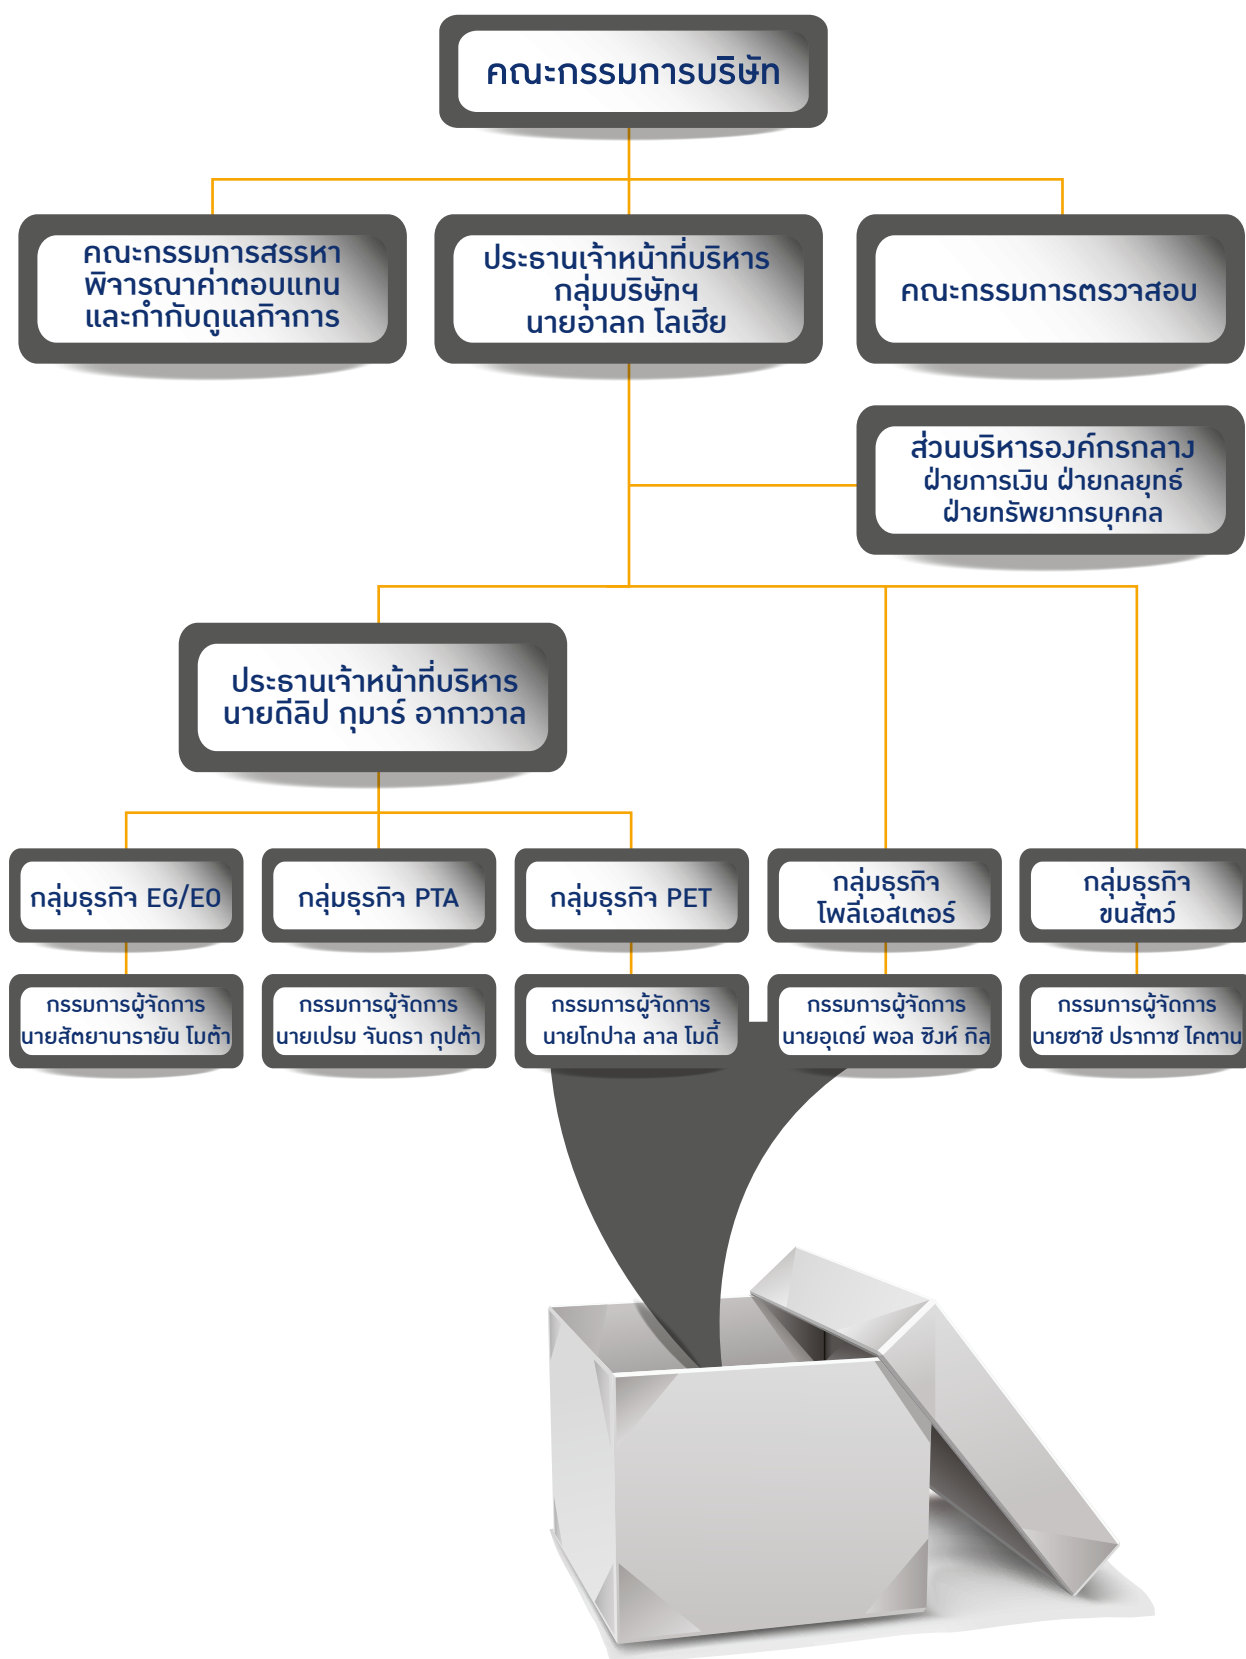 คณะกรรมการบริษัท
คณะกรรมการสรรหา
พิจารณาค่าตอบแทน
และกำกับดูแลกิจการ
ประธานเจ้าหน้าที่บริหาร
กลุ่มบริษัทฯ
นายอาลก โลเฮีย
คณะกรรมการตรวจสอบ
ส่วนบริหารองค์กรกลาง
ฝ่ายการเงิน ฝ่ายกลยุทธ์
ฝ่ายทรัพยากรบุคคล
ประธานเจ้าหน้าที่บริหาร
นายดีลิป กุมาร์ อากาวาล
กลุ่มธุรกิจ EG/EO
กลุ่มธุรกิจ PTA
กลุ่มธุรกิจ PET
กลุ่มธุรกิจ
โพลีเอสเตอร์
กลุ่มธุรกิจ
ขนสัตว์
กรรมการผู้จัดการ
นายสัตยานารายัน โมต้า
กรรมการผู้จัดการ
นายเปรม จันดรา กุปต้า
กรรมการผู้จัดการ
นายโกปาล ลาล โมดี้
กรรมการผู้จัดการ
นายอุเดย์ พอล ซิงห์ กิล
กรรมการผู้จัดการ
นายซาซิ ปรากาซ ไคตาน